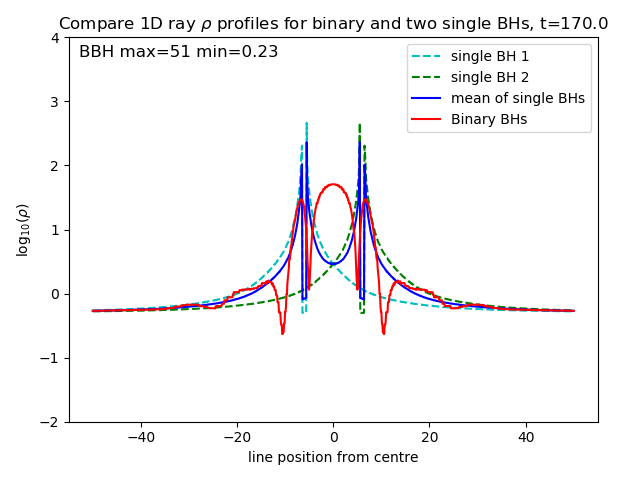 Compare 1D ray ρ profiles for binary and two single BHs, t=170.0
BBH max=51 min=0.23
single BH 1
single BH 2
mean of single BHs
Binary BHs
log₁₀(ρ)
4
3
2
1
0
−1
−2
−40
−20
0
20
40
line position from centre